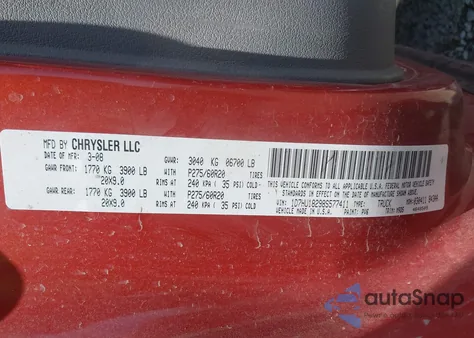 MFD BY CHRYSLER LLC
DATE OF MFR: 3-08 GVWR: 3040 KG 06700 LB
GAWR FRONT: 1770 KG 3900 LB WITH P275/60R20 TIRES
20X9.0 RIMS AT 240 KPA ( 35 PSI) COLD
GAWR REAR: 1770 KG 3900 LB WITH P275/60R20 TIRES
20X9.0 RIMS AT 240 KPA ( 35 PSI) COLD
THIS VEHICLE CONFORMS TO ALL APPLICABLE U.S.A. FEDERAL MOTOR VEHICLE SAFETY
STANDARDS IN EFFECT ON THE DATE OF MANUFACTURE SHOWN ABOVE.
VIN: 1D7HU18298S577411 TYPE: TRUCK
MADE IN U.S.A. PAINT: TRIM:
autoSnap